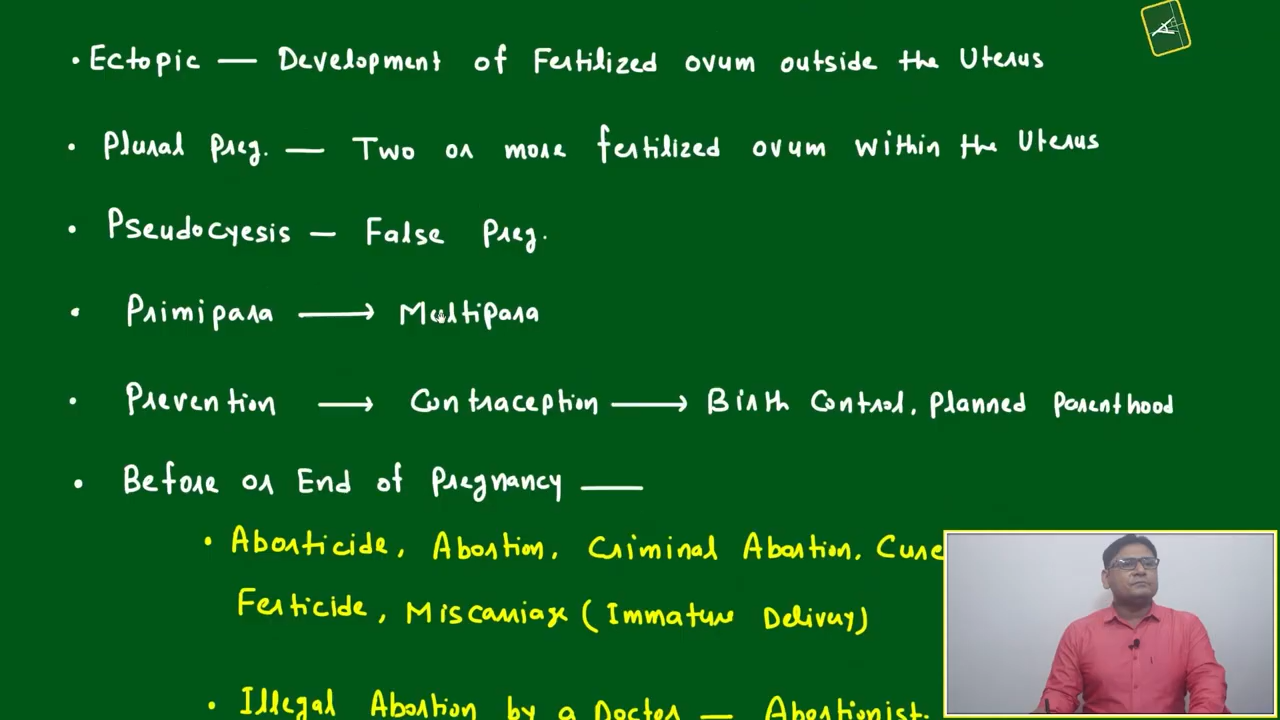 • Ectopic — Development of Fertilized ovum outside the Uterus
• Plural Preg. — Two or more fertilized ovum within the Uterus
• Pseudocyesis — False Preg.
• Primipara → Multipara
• Prevention → Contraception → Birth Control, Planned Parenthood
• Before or End of Pregnancy —
• Aborticide, Abortion, Criminal Abortion, Cure
Ferticide, Miscarriage (Immature Delivery)
• Illegal Abortion by a Doctor — Abortionist.